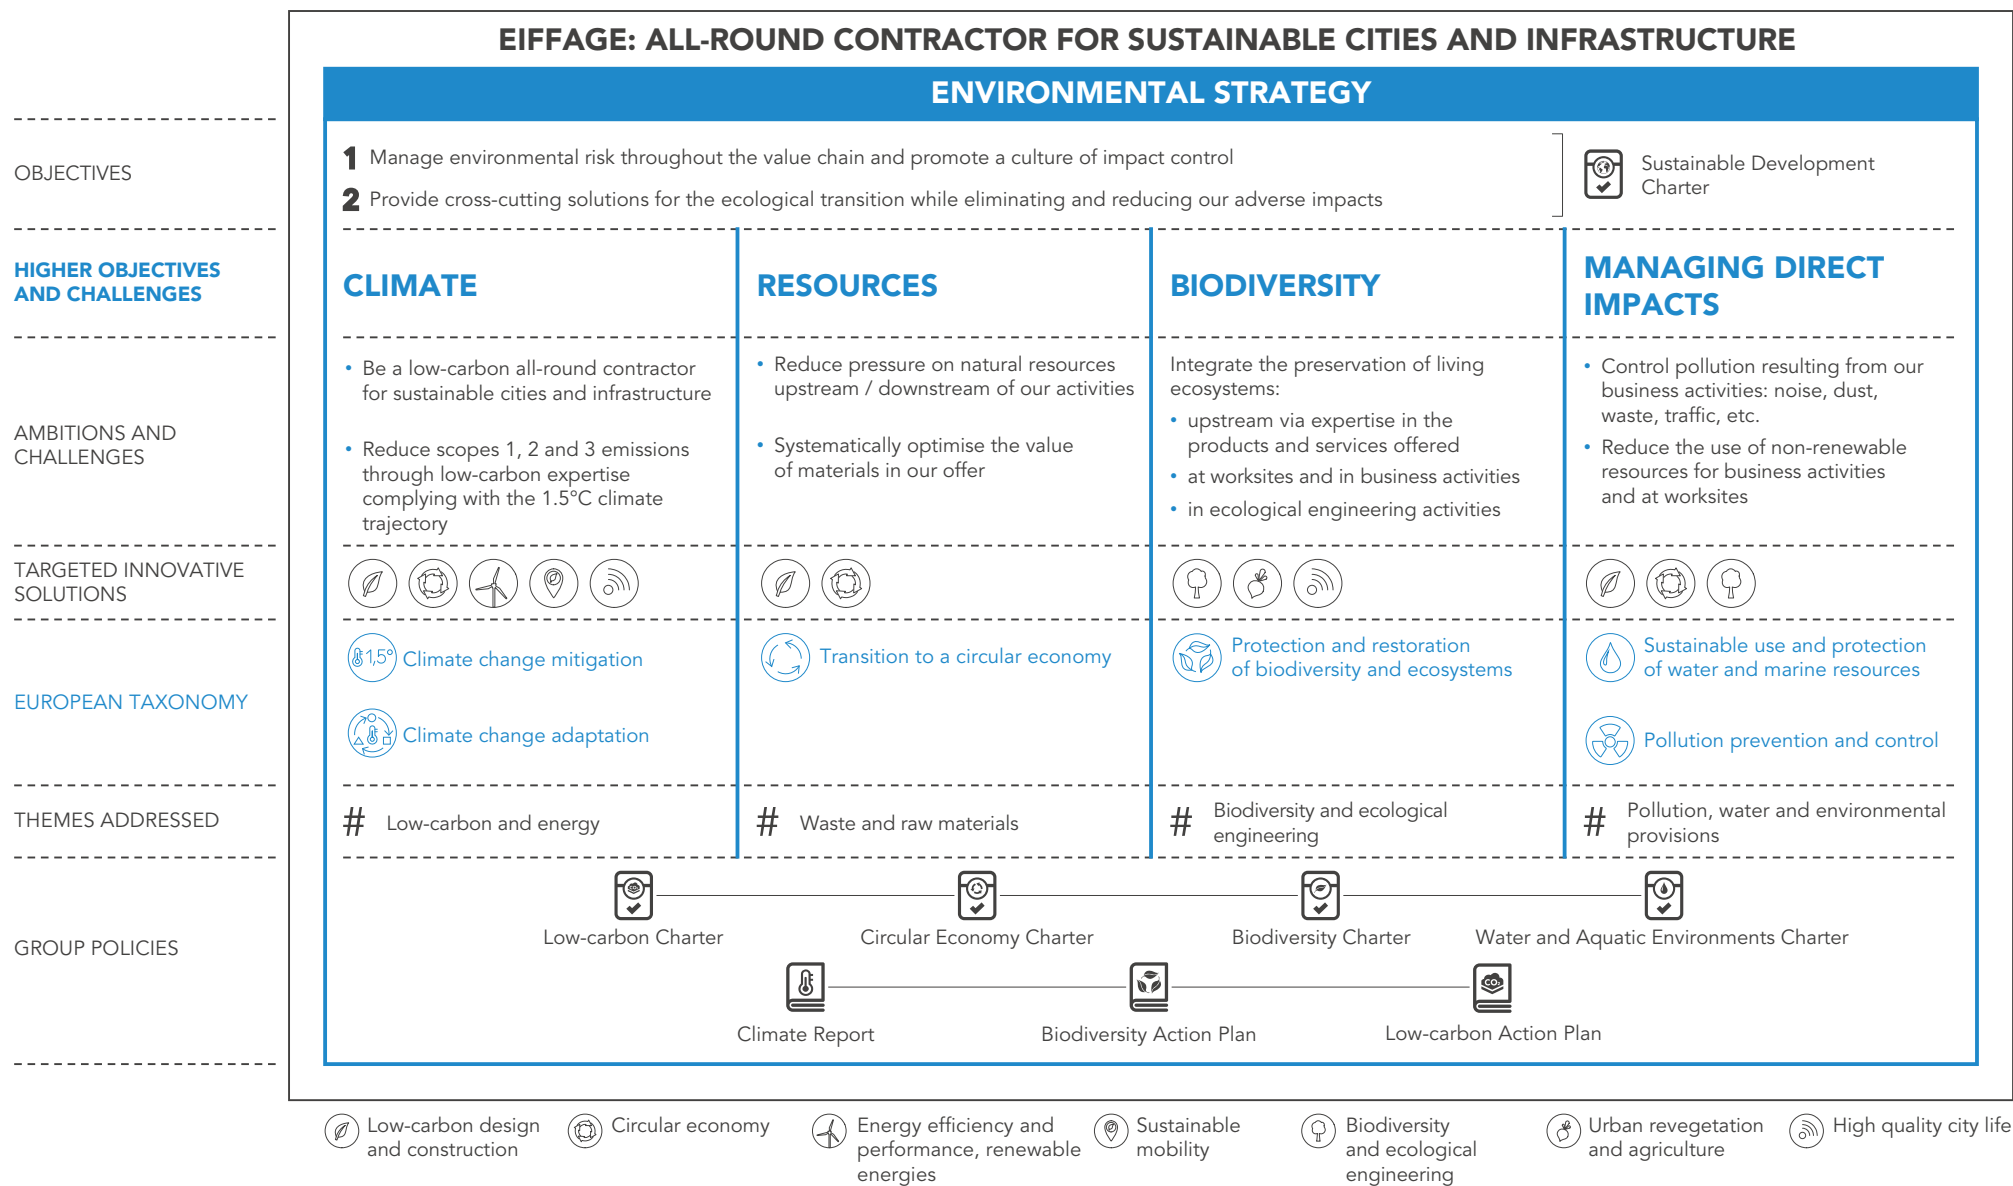 EIFFAGE: ALL-ROUND CONTRACTOR FOR SUSTAINABLE CITIES AND INFRASTRUCTURE
ENVIRONMENTAL STRATEGY
OBJECTIVES
1 Manage environmental risk throughout the value chain and promote a culture of impact control
2 Provide cross-cutting solutions for the ecological transition while eliminating and reducing our adverse impacts
Sustainable Development
Charter
HIGHER OBJECTIVES
AND CHALLENGES
CLIMATE
RESOURCES
BIODIVERSITY
MANAGING DIRECT
IMPACTS
AMBITIONS AND
CHALLENGES
• Be a low-carbon all-round contractor
for sustainable cities and infrastructure
• Reduce scopes 1, 2 and 3 emissions
through low-carbon expertise
complying with the 1.5°C climate
trajectory
• Reduce pressure on natural resources
upstream / downstream of our activities
• Systematically optimise the value
of materials in our offer
Integrate the preservation of living
ecosystems:
• upstream via expertise in the
products and services offered
• at worksites and in business activities
• in ecological engineering activities
• Control pollution resulting from our
business activities: noise, dust,
waste, traffic, etc.
• Reduce the use of non-renewable
resources for business activities
and at worksites
TARGETED INNOVATIVE
SOLUTIONS
EUROPEAN TAXONOMY
1,5°
Climate change mitigation
Climate change adaptation
Transition to a circular economy
Protection and restoration
of biodiversity and ecosystems
Sustainable use and protection
of water and marine resources
Pollution prevention and control
THEMES ADDRESSED
# Low-carbon and energy
# Waste and raw materials
# Biodiversity and ecological
engineering
# Pollution, water and environmental
provisions
GROUP POLICIES
Low-carbon Charter
Circular Economy Charter
Biodiversity Charter
Water and Aquatic Environments Charter
CO₂
Climate Report
Biodiversity Action Plan
Low-carbon Action Plan
Low-carbon design
and construction
Circular economy
Energy efficiency and
performance, renewable
energies
Sustainable
mobility
Biodiversity
and ecological
engineering
Urban revegetation
and agriculture
High quality city life